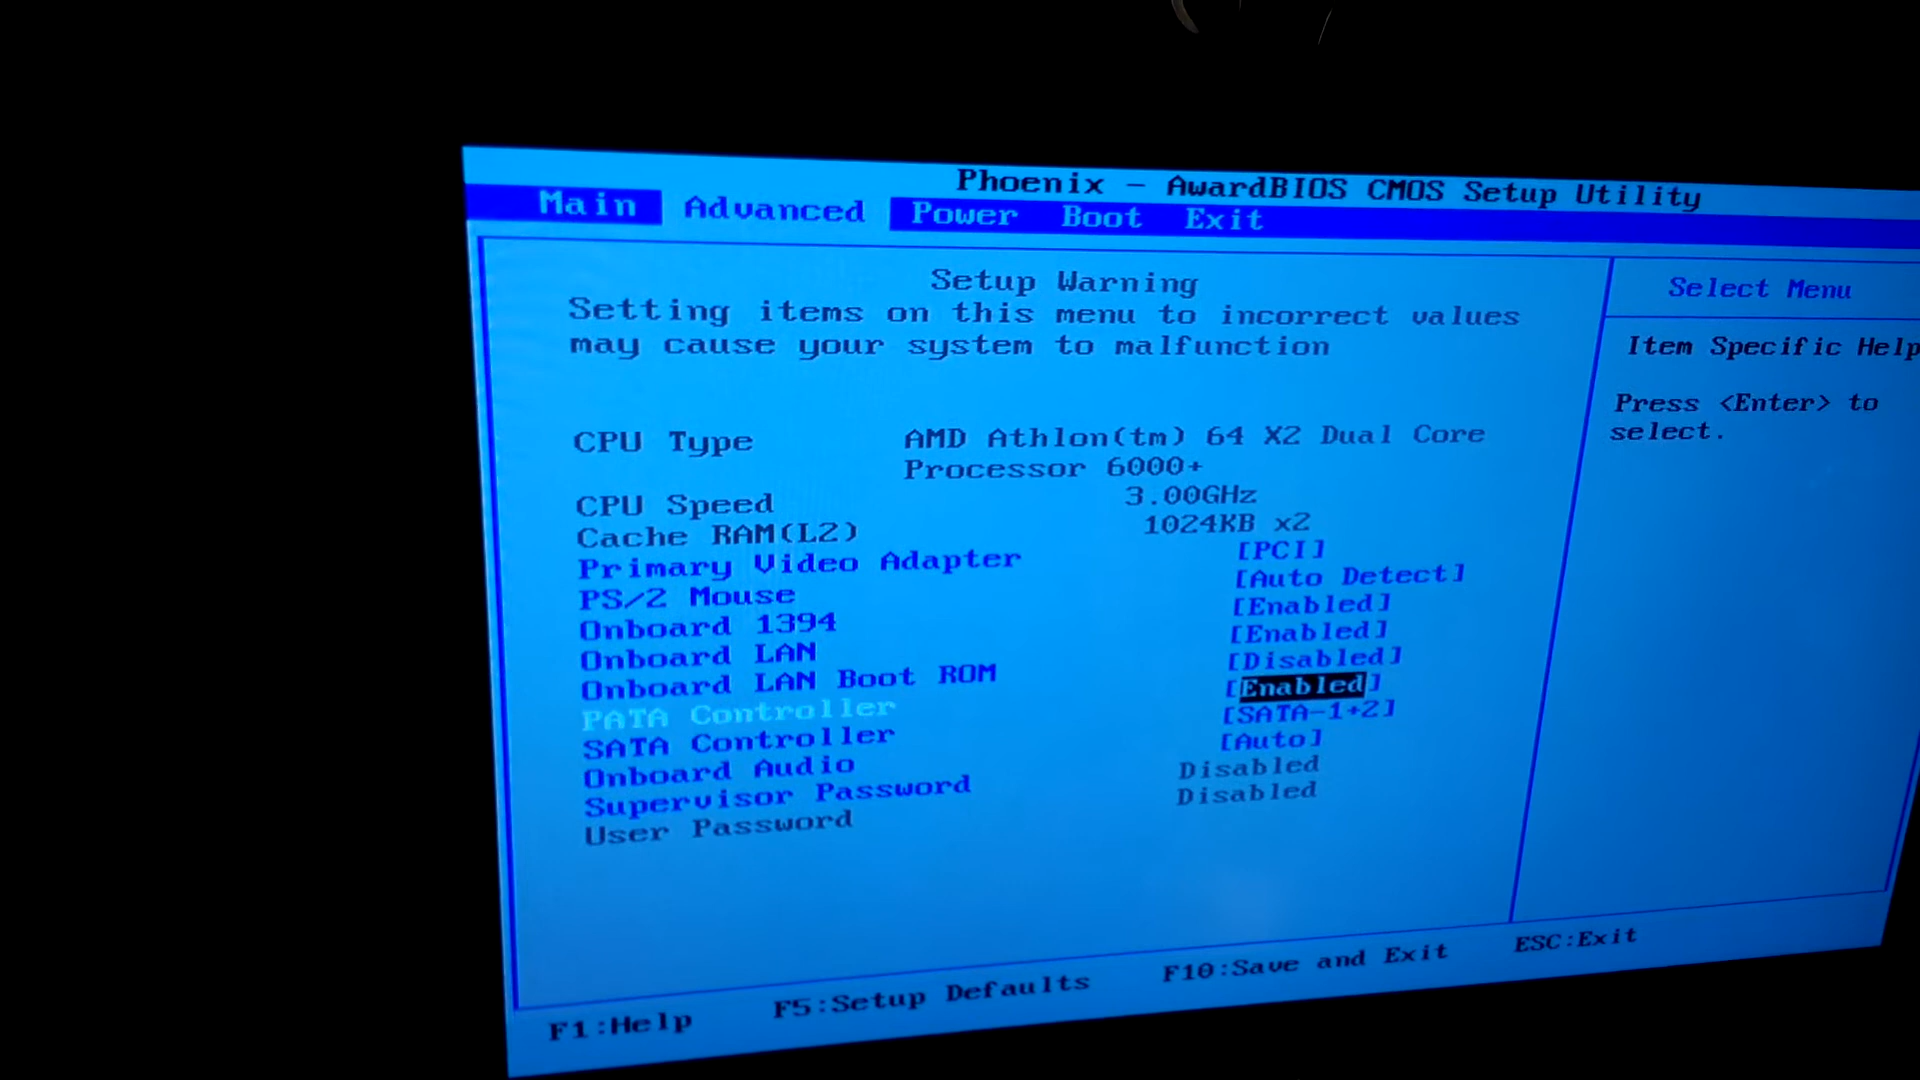 Phoenix - AwardBIOS CMOS Setup Utility
Main Advanced Power Boot Exit
Setup Warning
Setting items on this menu to incorrect values
may cause your system to malfunction
CPU Type AMD Athlon(tm) 64 X2 Dual Core
Processor 6000+
CPU Speed 3.00GHz
Cache RAM(L2) 1024KB x2
Primary Video Adapter [PCI]
PS/2 Mouse [Auto Detect]
Onboard 1394 [Enabled]
Onboard LAN [Enabled]
Onboard LAN Boot ROM [Disabled]
PATA Controller [Enabled]
SATA Controller [SATA-1+2]
Onboard Audio [Auto]
Supervisor Password Disabled
User Password Disabled
Select Menu
Item Specific Help
Press <Enter> to
select.
F1:Help F5:Setup Defaults F10:Save and Exit ESC:Exit